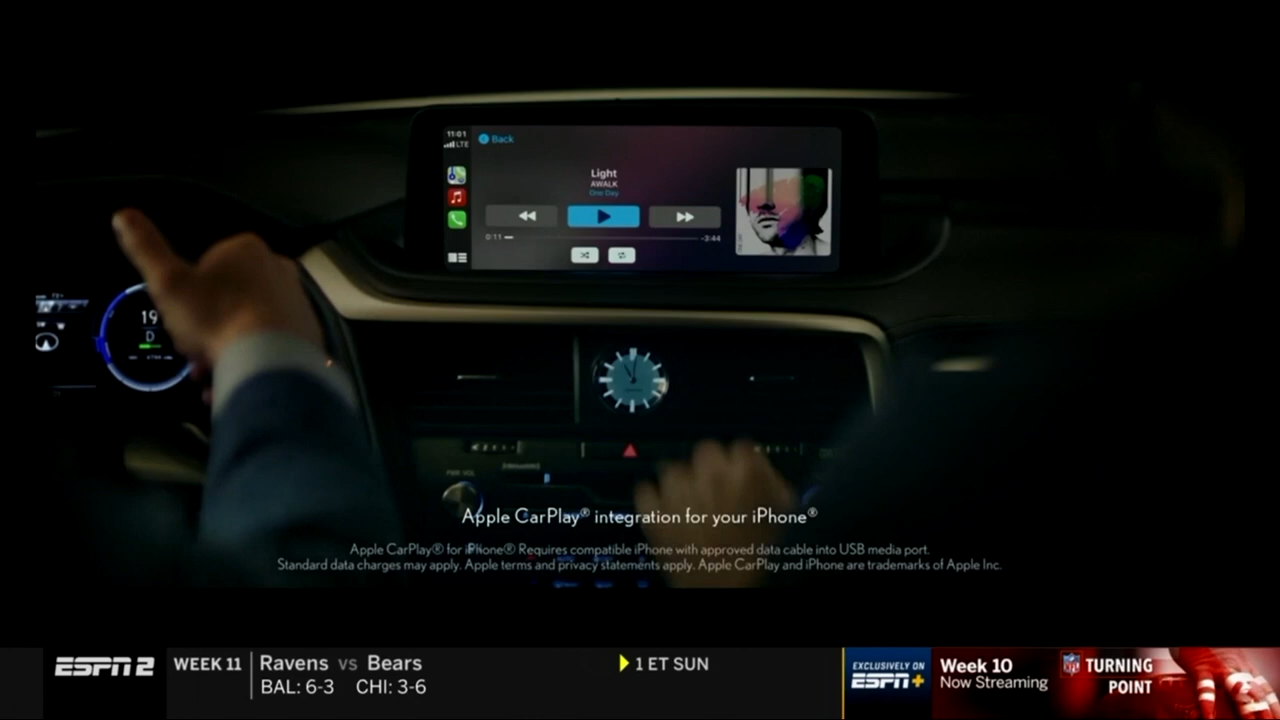 11:01
LTE
Back
Light
AWALK
One Day
0:11
-3:44
19
D
PWR VOL
Apple CarPlay® integration for your iPhone®
Apple CarPlay® for iPhone® Requires compatible iPhone with approved data cable into USB media port.
Standard data charges may apply. Apple terms and privacy statements apply. Apple CarPlay and iPhone are trademarks of Apple Inc.
ESPN2
WEEK 11
Ravens vs Bears
BAL: 6-3 CHI: 3-6
1 ET SUN
EXCLUSIVELY ON
ESPN+
Week 10
Now Streaming
NFL
TURNING
POINT